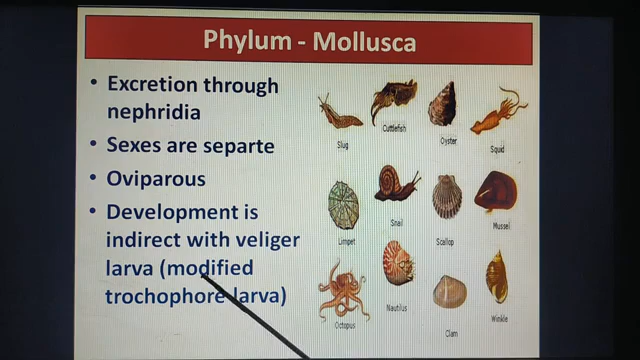 Phylum - Mollusca
• Excretion through
nephridia
• Sexes are separte
• Oviparous
• Development is
indirect with veliger
larva (modified
trochophore larva)
Slug
Cuttlefish
Oyster
Squid
Limpet
Snail
Scallop
Mussel
Octopus
Nautilus
Clam
Winkle